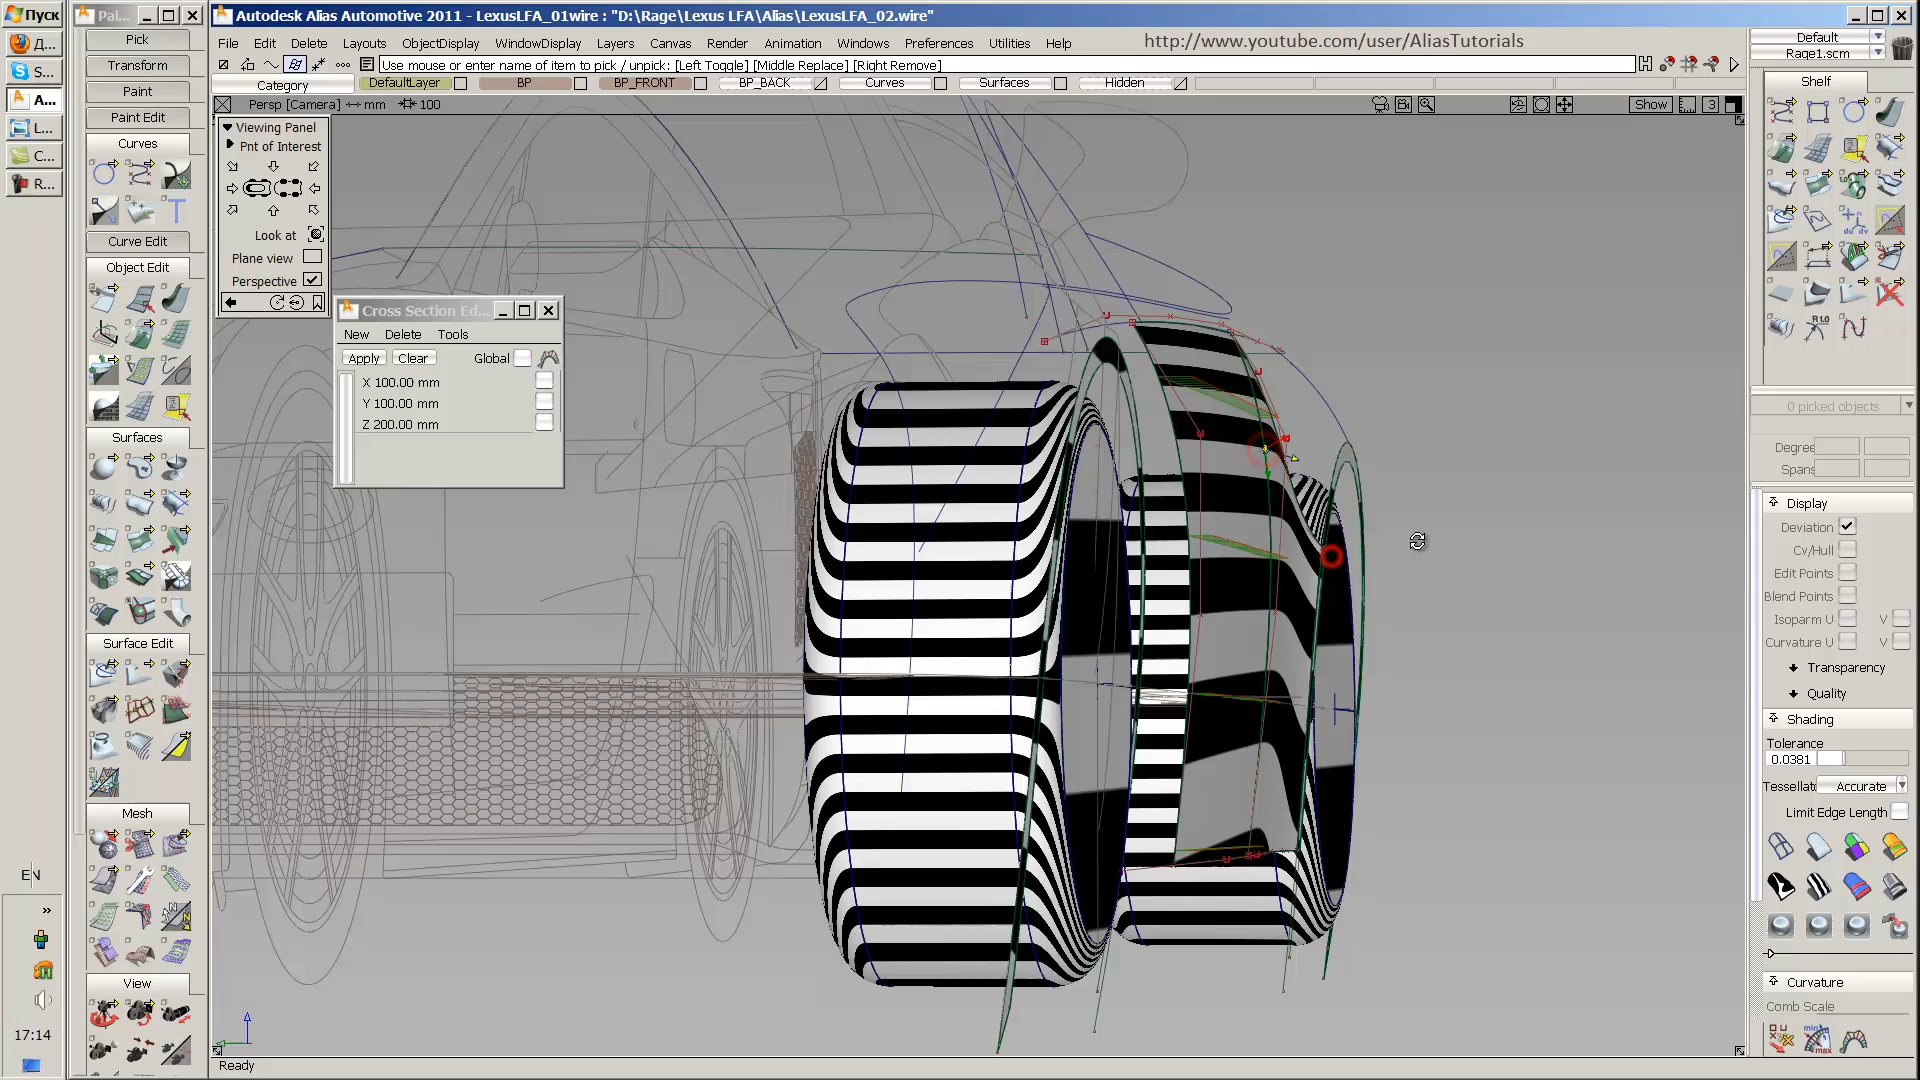 Пуск
Pal...
Autodesk Alias Automotive 2011 - LexusLFA_01wire : "D:\Rage\Lexus LFA\Alias\LexusLFA_02.wire"
Default
Rage1.scm
Д...
S...
A...
L...
C...
R...
EN
17:14
Pick
Transform
Paint
Paint Edit
Curves
Curve Edit
Object Edit
Surfaces
Surface Edit
Mesh
View
File Edit Delete Layouts ObjectDisplay WindowDisplay Layers Canvas Render Animation Windows Preferences Utilities Help
http://www.youtube.com/user/AliasTutorials
Use mouse or enter name of item to pick / unpick: [Left Toggle] [Middle Replace] [Right Remove]
Category DefaultLayer BP BP_FRONT BP_BACK Curves Surfaces Hidden
Persp [Camera] mm 100
Show
3
Viewing Panel
Pnt of Interest
Look at
Plane view
Perspective
Cross Section Ed...
New Delete Tools
Apply Clear Global
X 100.00 mm
Y 100.00 mm
Z 200.00 mm
Ready
Shelf
0 picked objects
Degree
Spans
Display
Deviation
Cv/Hull
Edit Points
Blend Points
Isoparm U V
Curvature U V
Transparency
Quality
Shading
Tolerance
0.0381
Tessellat Accurate
Limit Edge Length
Curvature
Comb Scale